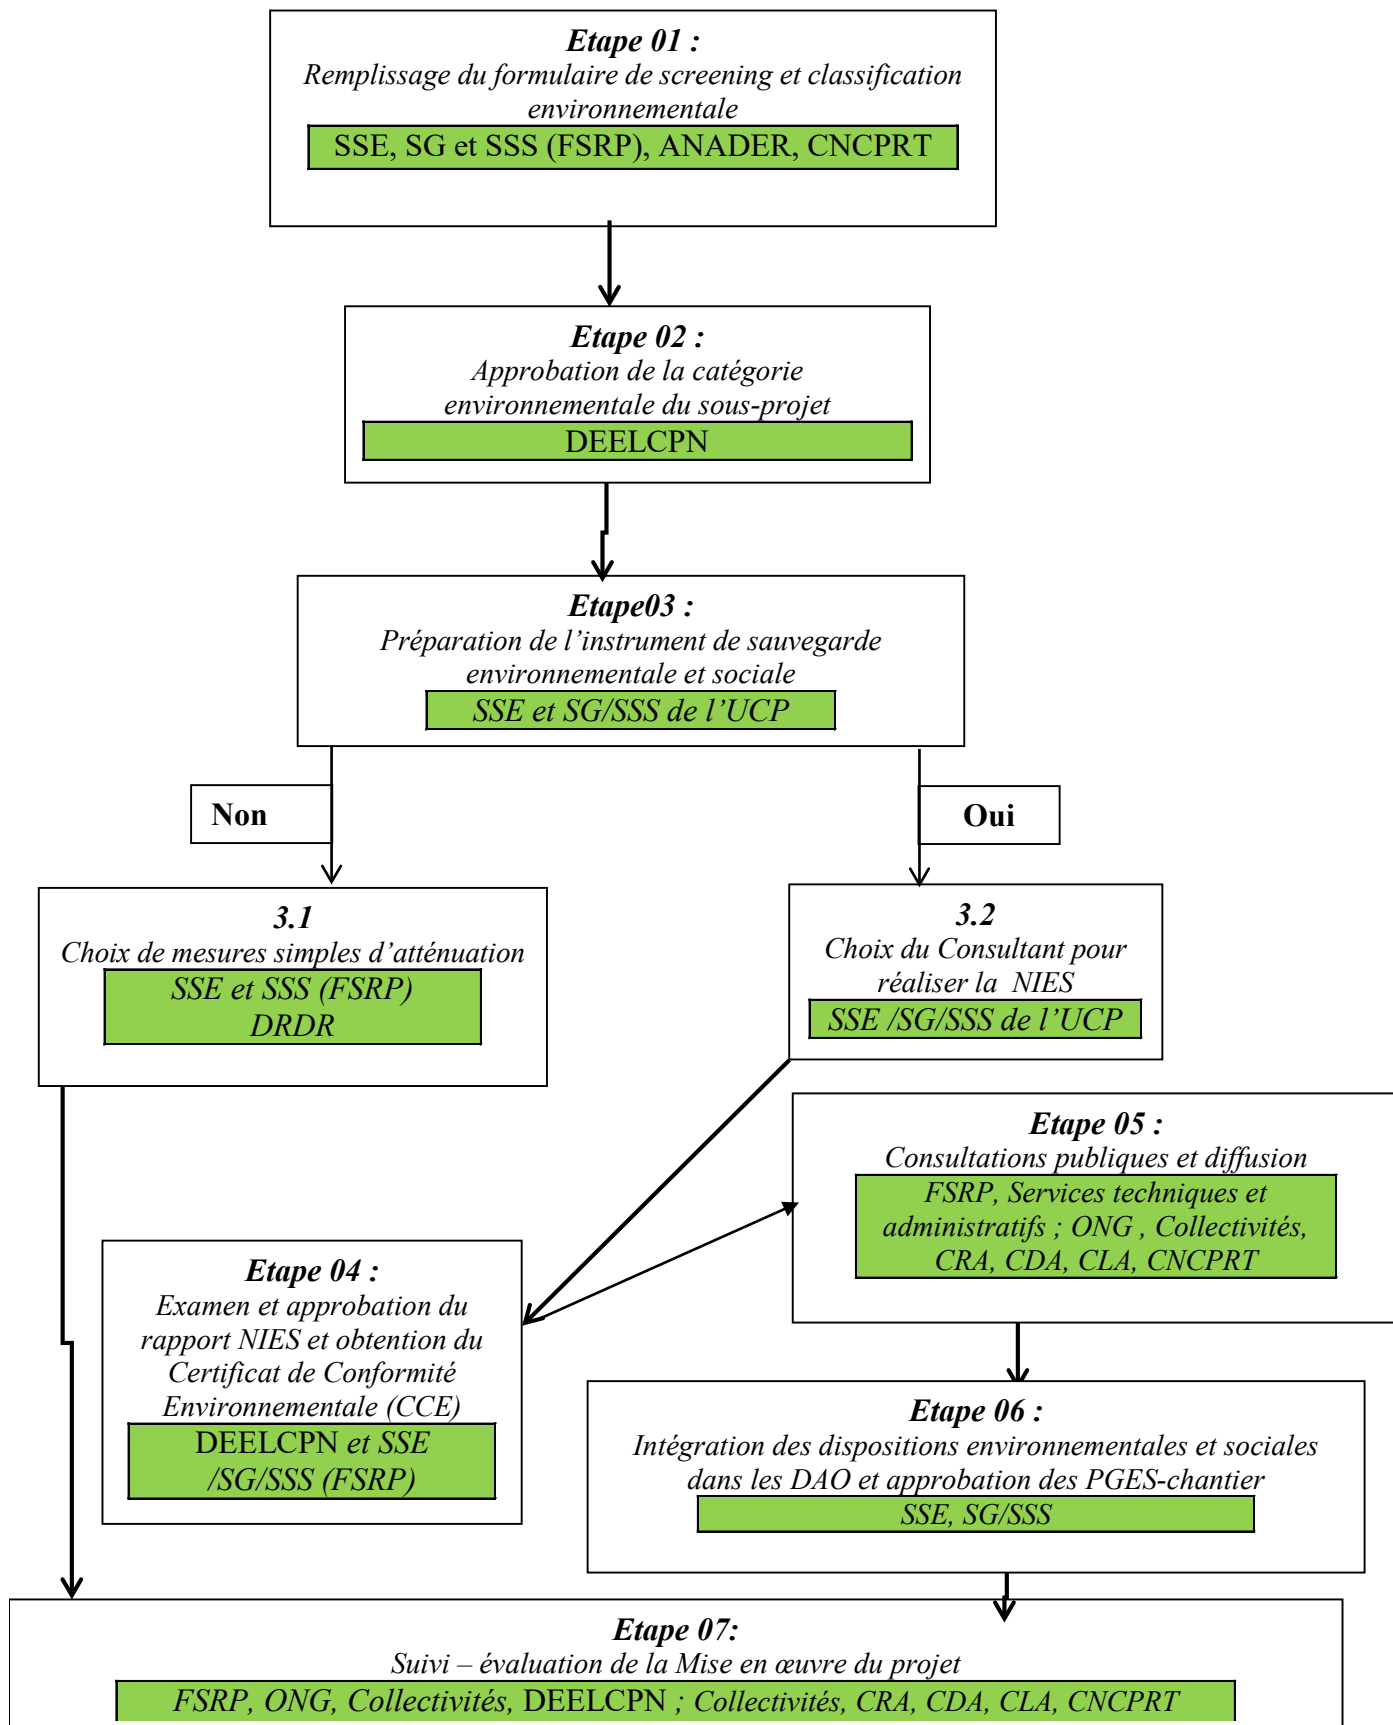 Etape 01 :
Remplissage du formulaire de screening et classification
environnementale
SSE, SG et SSS (FSRP), ANADER, CNCPRT
Etape 02 :
Approbation de la catégorie
environnementale du sous-projet
DEELCPN
Etape03 :
Préparation de l’instrument de sauvegarde
environnementale et sociale
SSE et SG/SSS de l’UCP
Non
Oui
3.1
Choix de mesures simples d’atténuation
SSE et SSS (FSRP)
DRDR
3.2
Choix du Consultant pour
réaliser la NIES
SSE /SG/SSS de l’UCP
Etape 05 :
Consultations publiques et diffusion
FSRP, Services techniques et
administratifs ; ONG , Collectivités,
CRA, CDA, CLA, CNCPRT
Etape 04 :
Examen et approbation du
rapport NIES et obtention du
Certificat de Conformité
Environnementale (CCE)
DEELCPN et SSE
/SG/SSS (FSRP)
Etape 06 :
Intégration des dispositions environnementales et sociales
dans les DAO et approbation des PGES-chantier
SSE, SG/SSS
Etape 07:
Suivi – évaluation de la Mise en œuvre du projet
FSRP, ONG, Collectivités, DEELCPN ; Collectivités, CRA, CDA, CLA, CNCPRT